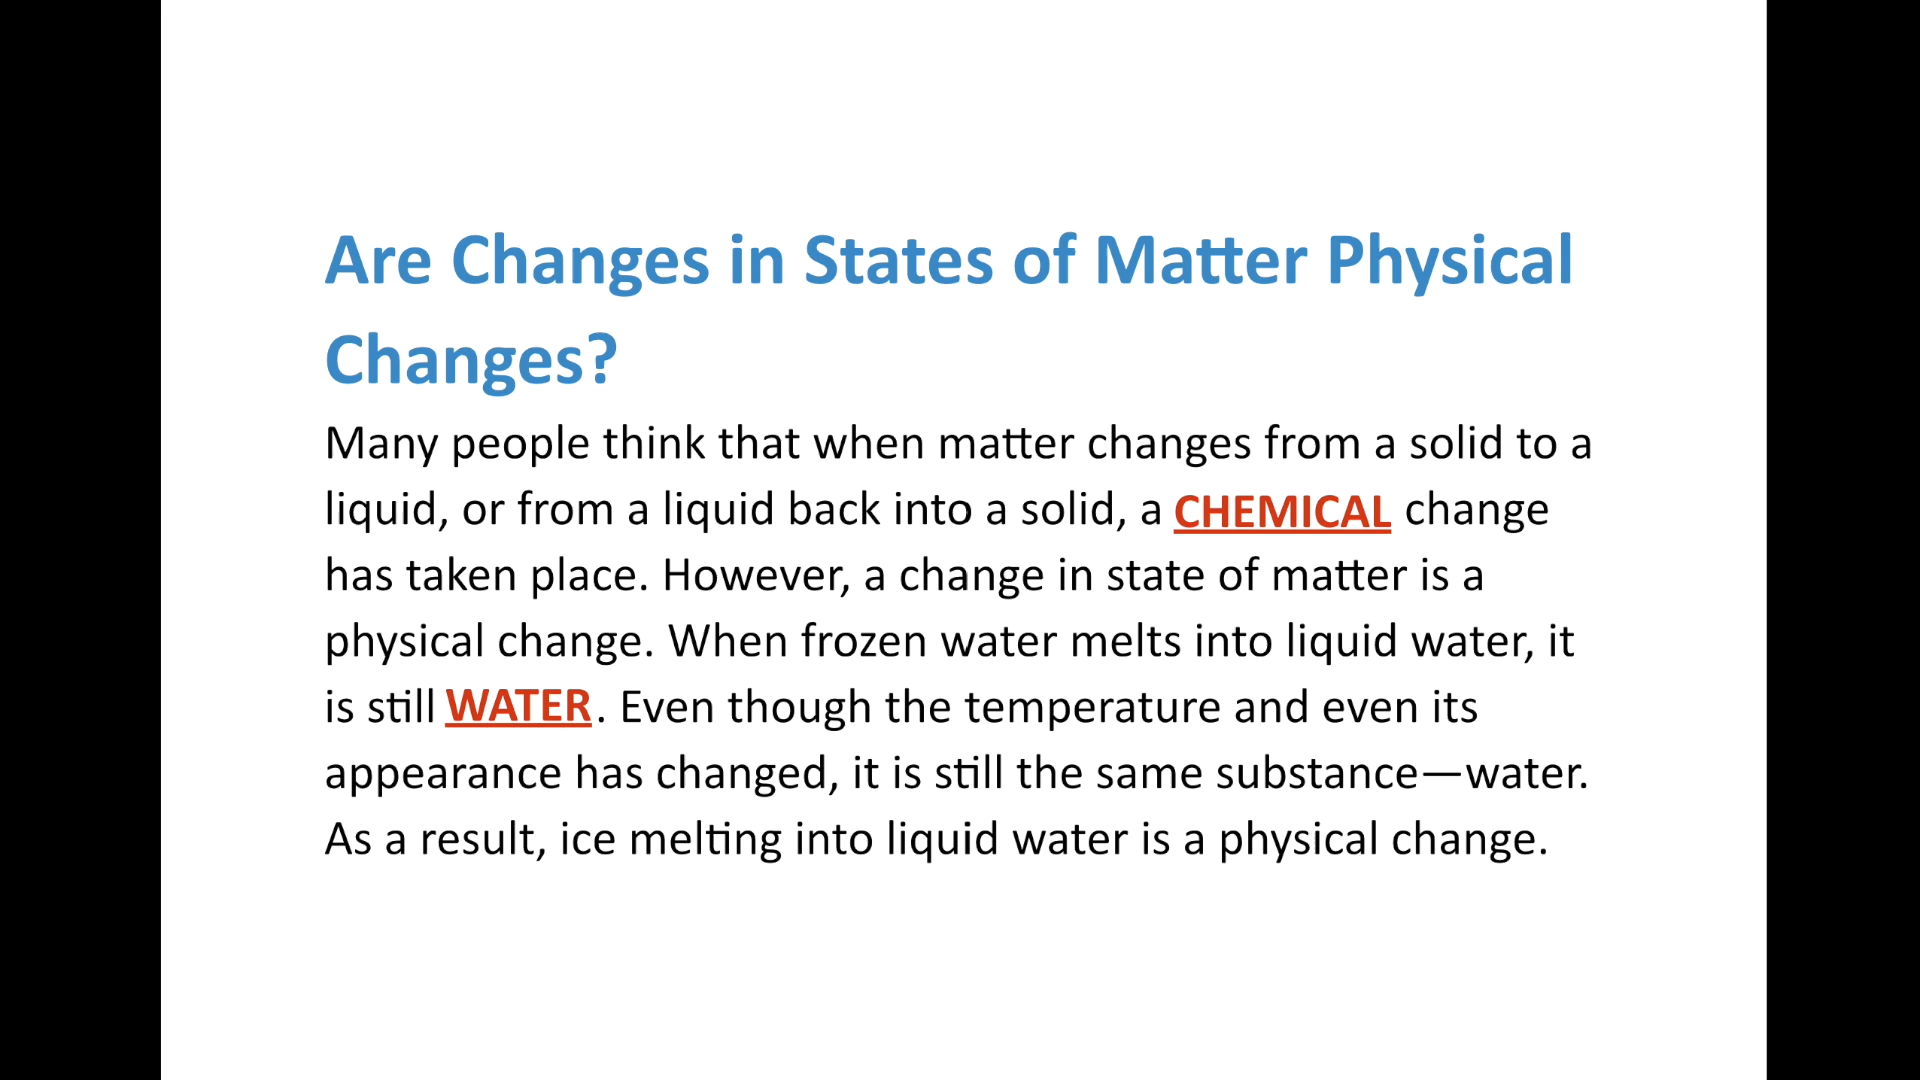 Are Changes in States of Matter Physical
Changes?
Many people think that when matter changes from a solid to a
liquid, or from a liquid back into a solid, a CHEMICAL change
has taken place. However, a change in state of matter is a
physical change. When frozen water melts into liquid water, it
is still WATER. Even though the temperature and even its
appearance has changed, it is still the same substance—water.
As a result, ice melting into liquid water is a physical change.